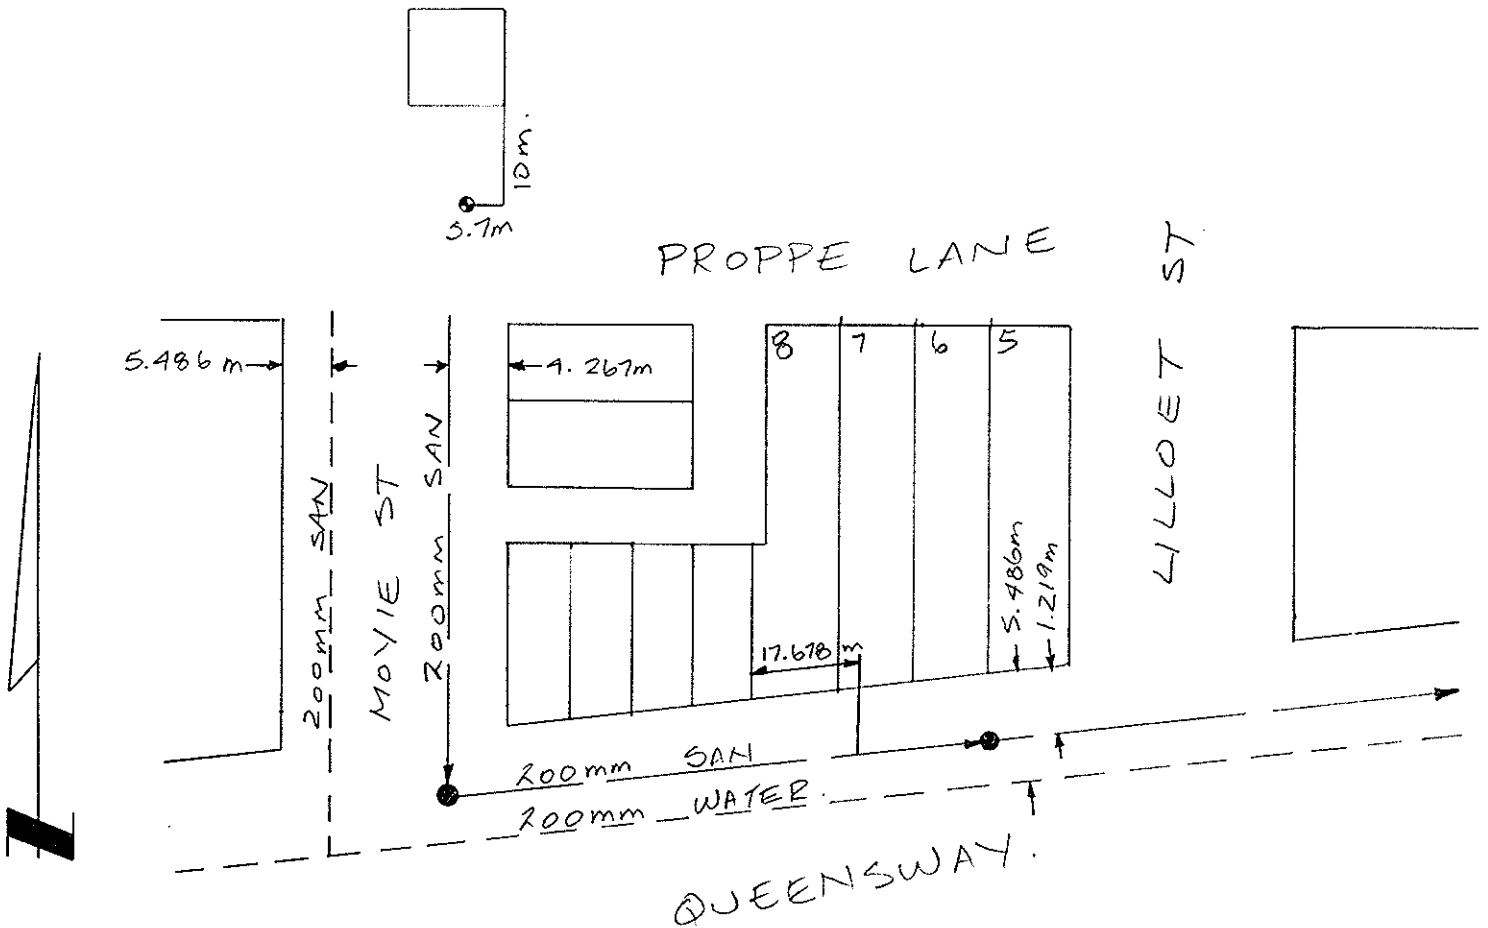 10m.
5.7m
PROPPE LANE
LILLOET ST
5.486 m
4.267m
8 7 6 5
200mm SAN
MOYIE ST
200mm SAN
5.486m
1.219m
17.678 m
200mm SAN
200mm WATER.
QUEENSWAY.